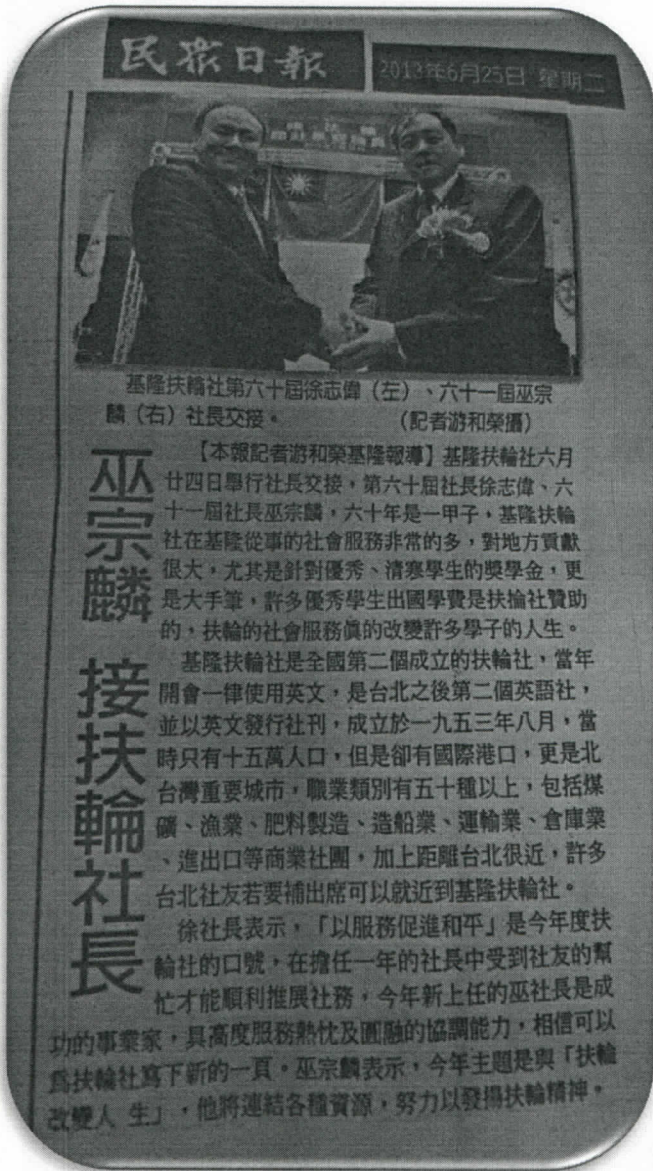 民眾日報
2013年6月25日 星期二
基隆扶輪社第六十屆徐志偉（左）、六十一屆巫宗
麟（右）社長交接。 （記者游和榮攝）
巫宗麟 接扶輪社長
【本報記者游和榮基隆報導】基隆扶輪社六月
廿四日舉行社長交接，第六十屆社長徐志偉、六
十一屆社長巫宗麟，六十年是一甲子，基隆扶輪
社在基隆從事的社會服務非常的多，對地方貢獻
很大，尤其是針對優秀、清寒學生的獎學金，更
是大手筆，許多優秀學生出國學費是扶掄社贊助
的，扶輪的社會服務眞的改變許多學子的人生。
基隆扶輪社是全國第二個成立的扶輪社，當年
開會一律使用英文，是台北之後第二個英語社，
並以英文發行社刊，成立於一九五三年八月，當
時只有十五萬人口，但是卻有國際港口，更是北
台灣重要城市，職業類別有五十種以上，包括煤
礦、漁業、肥料製造、造船業、運輸業、倉庫業
、進出口等商業社團，加上距離台北很近，許多
台北社友若要補出席可以就近到基隆扶輪社。
徐社長表示，「以服務促進和平」是今年度扶
輪社的口號，在擔任一年的社長中受到社友的幫
忙才能順利推展社務，今年新上任的巫社長是成
功的事業家，具高度服務熱忱及圓融的協調能力，相信可以
爲扶輪社寫下新的一頁。巫宗麟表示，今年主題是與「扶輪
改變人 生」，他將連結各種資源，努力以發揚扶輪精神。